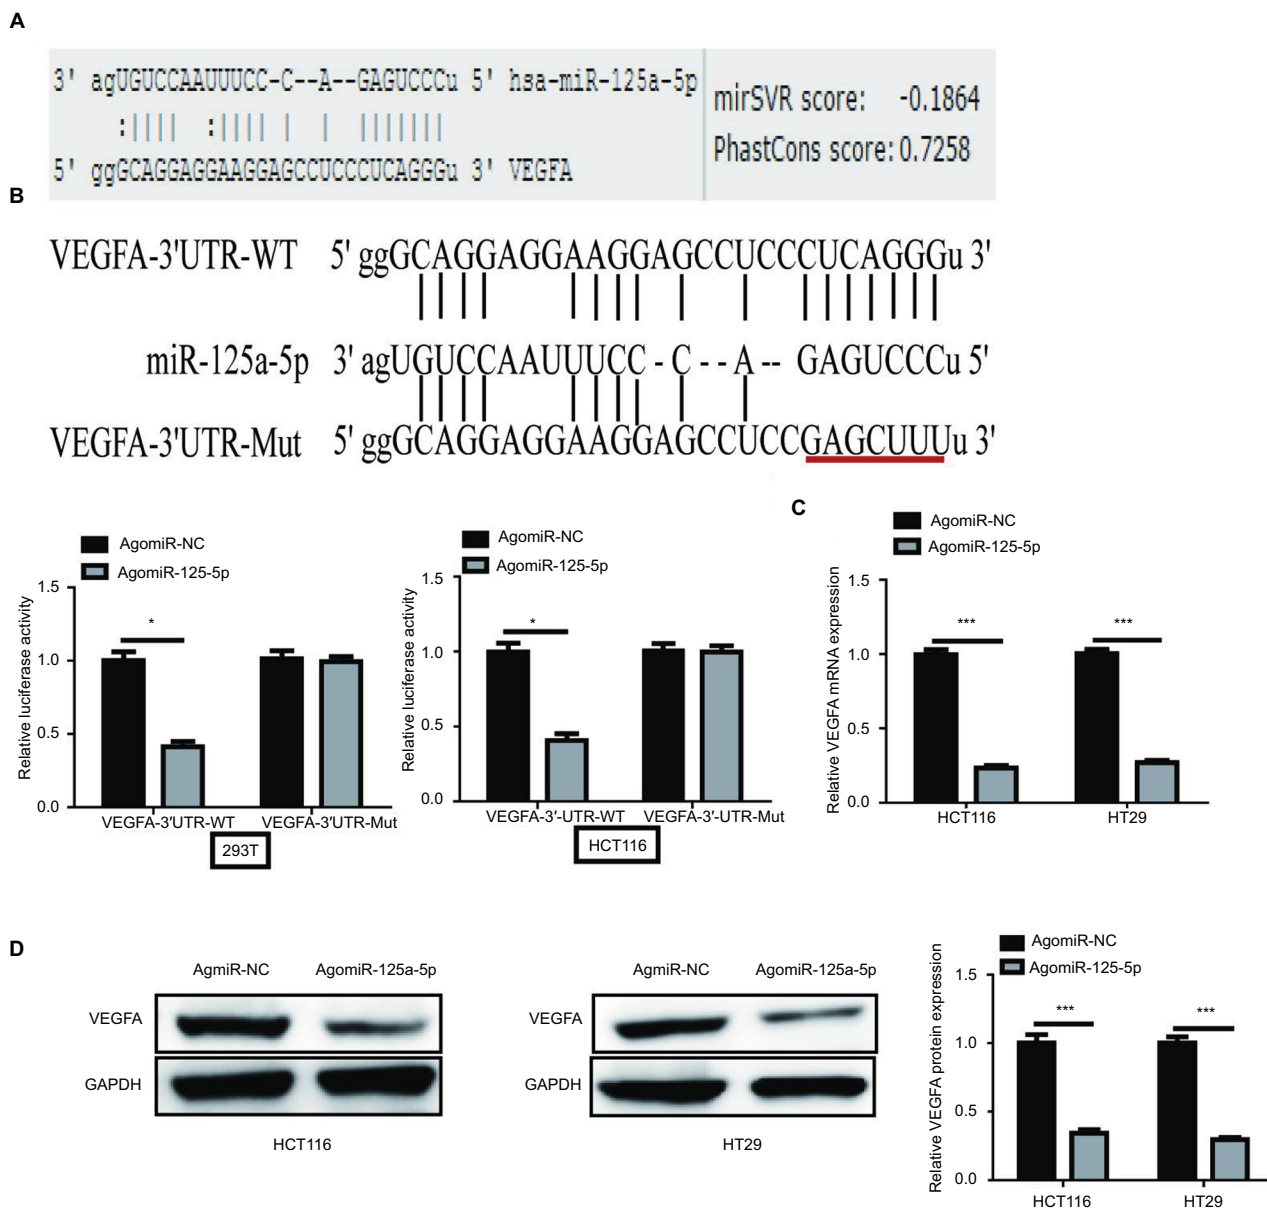 A
3' agUGUCCAAUUUCC-C--A--GAGUCCCu 5' hsa-miR-125a-5p
:|||| :|||| | | |||||||
5' ggGCAGGAGGAAGGAGCCUCCCUCAGGGu 3' VEGFA
mirSVR score: -0.1864
PhastCons score: 0.7258
B
VEGFA-3'UTR-WT 5' ggGCAGGAGGAAGGAGCCUCCCUCAGGGu 3'
miR-125a-5p 3' agUGUCCAAUUUCC - C - - A -- GAGUCCCu 5'
VEGFA-3'UTR-Mut 5' ggGCAGGAGGAAGGAGCCUCCGAGCUUUu 3'
AgomiR-NC
AgomiR-125-5p
Relative luciferase activity
1.5
1.0
0.5
0.0
*
VEGFA-3'UTR-WT VEGFA-3'UTR-Mut
293T
AgomiR-NC
AgomiR-125-5p
Relative luciferase activity
1.5
1.0
0.5
0.0
*
VEGFA-3'-UTR-WT VEGFA-3'-UTR-Mut
HCT116
C
AgomiR-NC
AgomiR-125-5p
Relative VEGFA mRNA expression
1.5
1.0
0.5
0.0
*** ***
HCT116 HT29
D
AgmiR-NC AgomiR-125a-5p
VEGFA
GAPDH
HCT116
AgomiR-NC AgomiR-125a-5p
VEGFA
GAPDH
HT29
AgomiR-NC
AgomiR-125-5p
Relative VEGFA protein expression
1.5
1.0
0.5
0.0
*** ***
HCT116 HT29